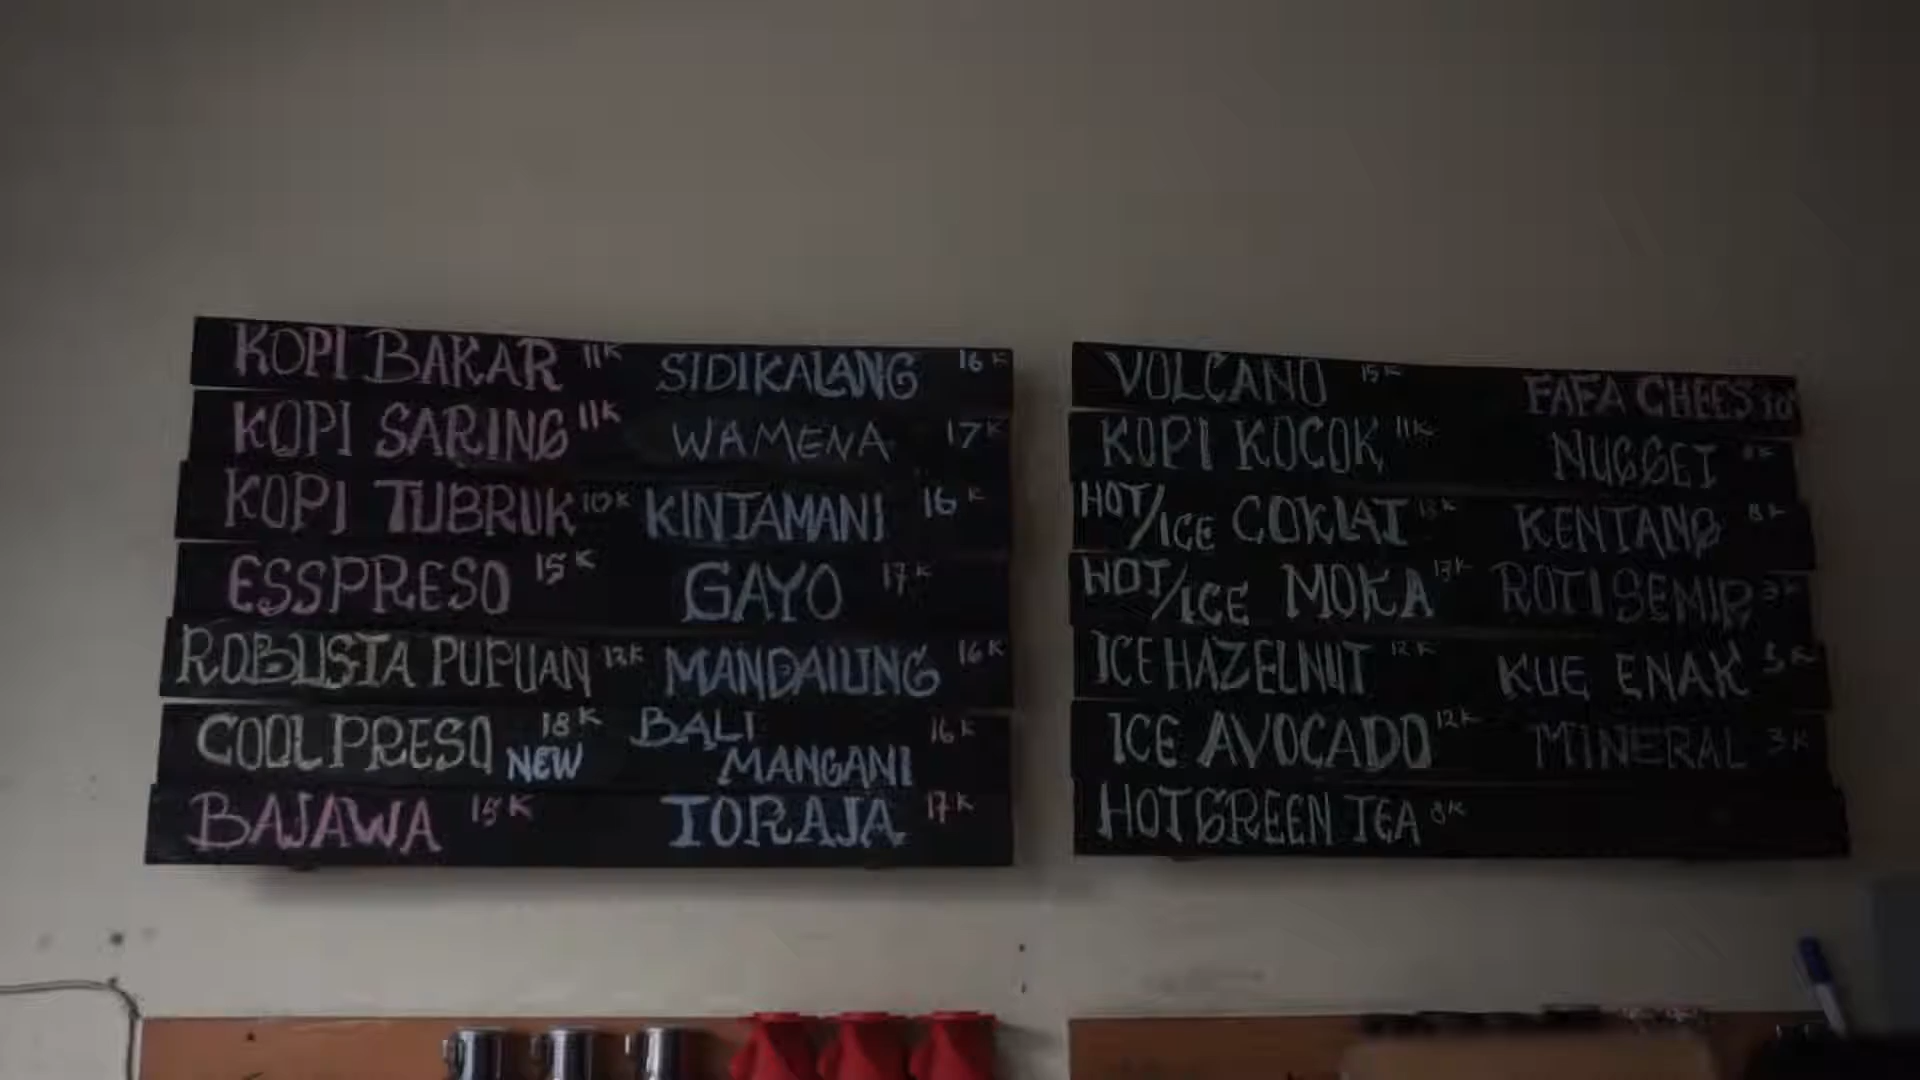 KOPI BAKAR 11K
KOPI SARING 11K
KOPI TUBRUK 10K
ESSPRESO 15K
ROBUSTA PUPUAN 12K
COOLPRESO 18K NEW
BAJAWA 15K
SIDIKALANG 16K
WAMENA 17K
KINTAMANI 16K
GAYO 17K
MANDAILING 16K
BALI MANGANI 16K
TORAJA 17K
VOLCANO 15K
KOPI KOCOK 11K
HOT/ICE COKLAT 13K
HOT/ICE MOKA 13K
ICE HAZELNUT 12K
ICE AVOCADO 12K
HOT GREEN TEA 8K
FAFA CHEES
NUGGET
KENTANG 8K
ROTI SEMIR
KUE ENAK
MINERAL 3K